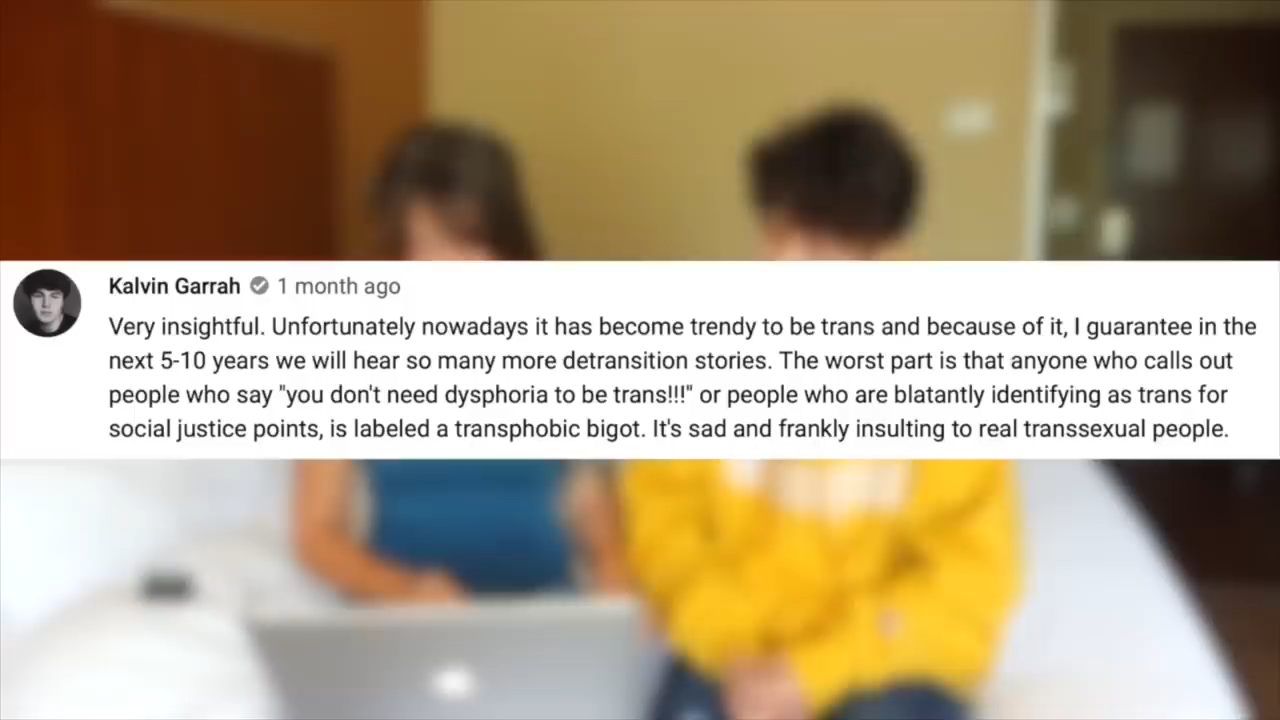 Kalvin Garrah 1 month ago
Very insightful. Unfortunately nowadays it has become trendy to be trans and because of it, I guarantee in the
next 5-10 years we will hear so many more detransition stories. The worst part is that anyone who calls out
people who say "you don't need dysphoria to be trans!!!" or people who are blatantly identifying as trans for
social justice points, is labeled a transphobic bigot. It's sad and frankly insulting to real transsexual people.